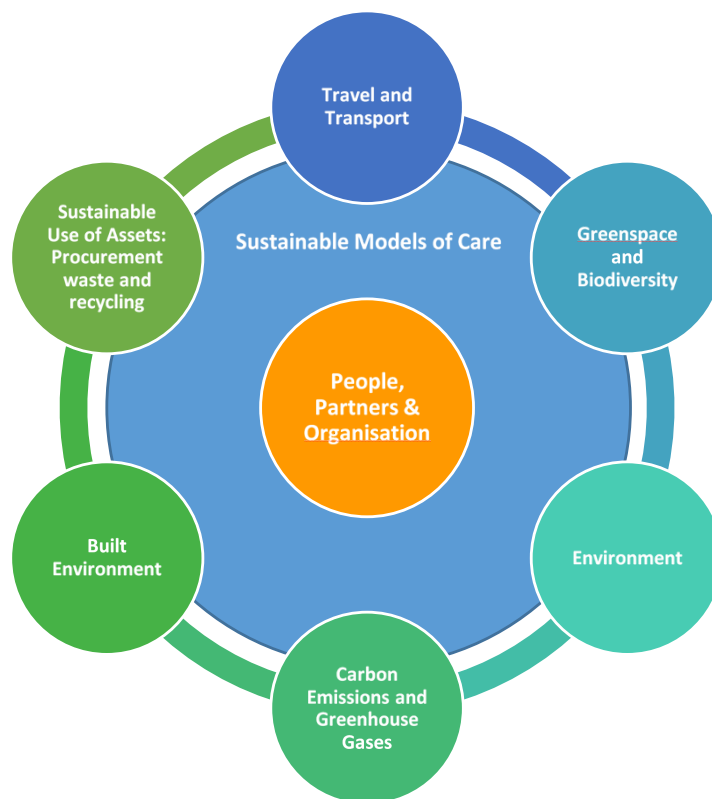 Travel and
Transport
Sustainable
Use of Assets:
Procurement
waste and
recycling
Sustainable Models of Care
Greenspace
and
Biodiversity
People,
Partners &
Organisation
Built
Environment
Environment
Carbon
Emissions and
Greenhouse
Gases